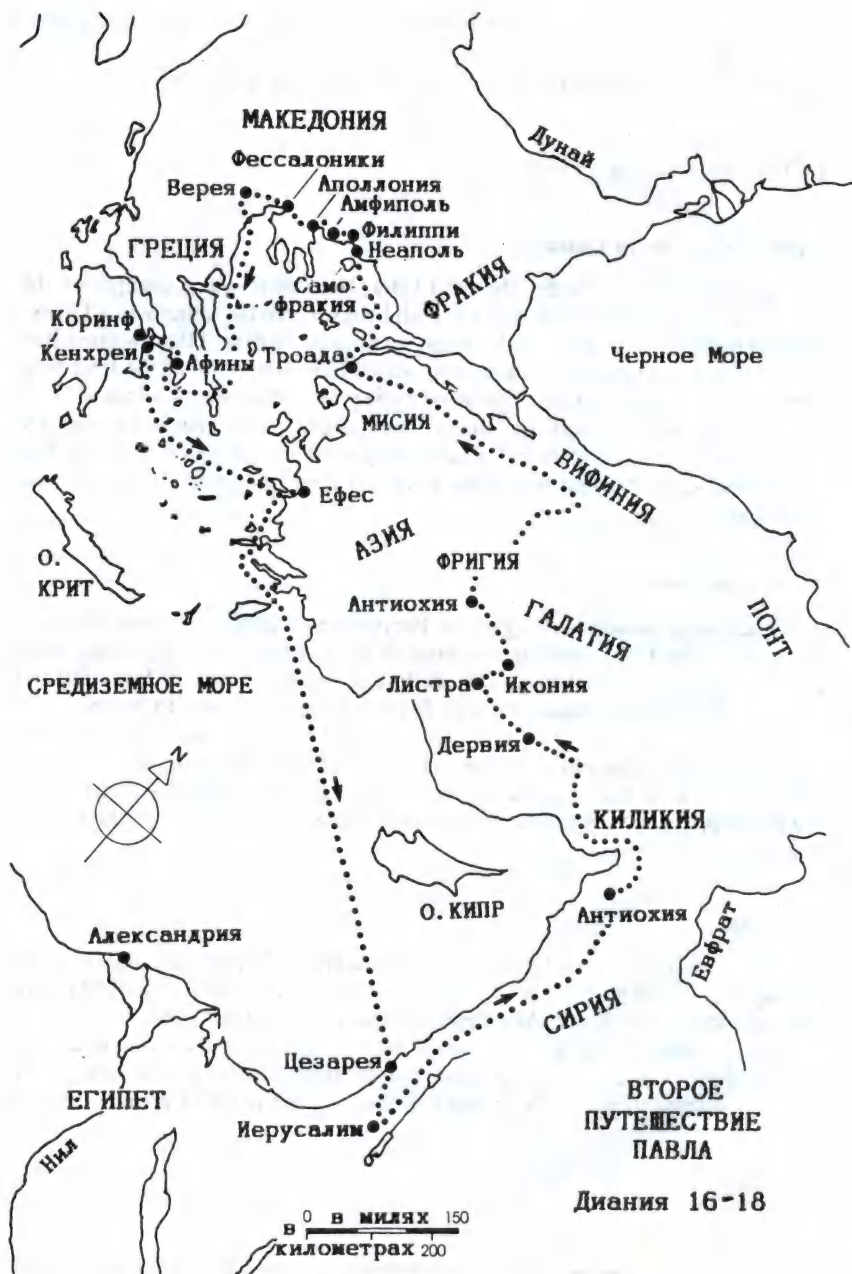 МАКЕДОНИЯ
Дунай
Фессалоники
Верея
Аполлония
Амфиполь
Филиппи
Неаполь
ГРЕЦИЯ
Само
фракия
ФРАКИЯ
Коринф
Кенхреи
Афины
Троада
Черное Море
МИСИЯ
ВИФИНИЯ
Ефес
АЗИЯ
О.
КРИТ
ФРИГИЯ
Антиохия
ГАЛАТИЯ
ПОНТ
СРЕДИЗЕМНОЕ МОРЕ
Листра
Икония
Дервия
N
КИЛИКИЯ
О. КИПР
Антиохия
Евфрат
Александрия
СИРИЯ
Цезарея
ЕГИПЕТ
Иерусалим
Нил
ВТОРОЕ
ПУТЕШЕСТВИЕ
ПАВЛА
Диания 16-18
0 в милях 150
в
километрах 200